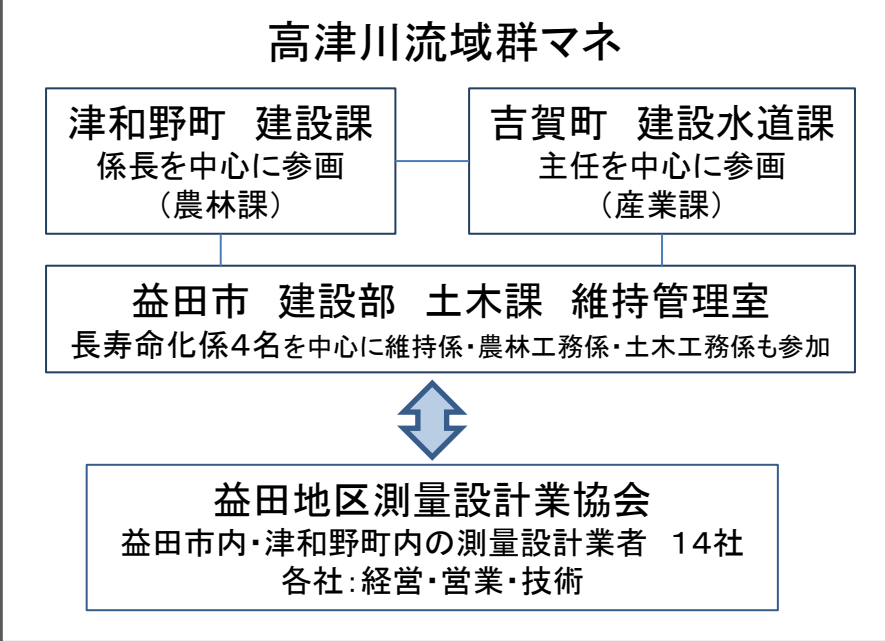 高津川流域群マネ
津和野町　建設課
係長を中心に参画
（農林課）
吉賀町　建設水道課
主任を中心に参画
（産業課）
益田市　建設部　土木課　維持管理室
長寿命化係４名を中心に維持係・農林工務係・土木工務係も参加
益田地区測量設計業協会
益田市内・津和野町内の測量設計業者　１４社
各社：経営・営業・技術